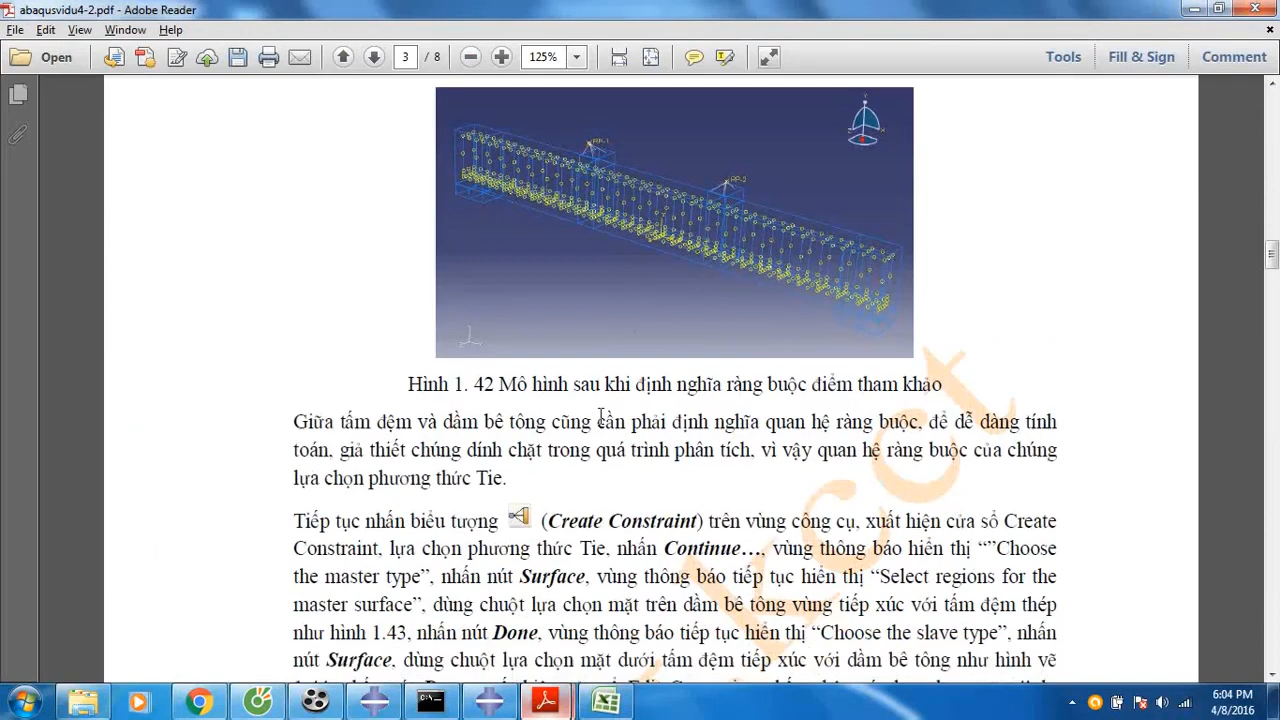 abaqusvidu4-2.pdf - Adobe Reader
File Edit View Window Help
Open 3 / 8 125% Tools Fill & Sign Comment
RP-1
RP-2
Hình 1. 42 Mô hình sau khi định nghĩa ràng buộc điểm tham khảo
Giữa tấm đệm và dầm bê tông cũng cần phải định nghĩa quan hệ ràng buộc, để dễ dàng tính
toán, giả thiết chúng dính chặt trong quá trình phân tích, vì vậy quan hệ ràng buộc của chúng
lựa chọn phương thức Tie.
Tiếp tục nhấn biểu tượng (Create Constraint) trên vùng công cụ, xuất hiện cửa sổ Create
Constraint, lựa chọn phương thức Tie, nhấn Continue…, vùng thông báo hiển thị “”Choose
the master type”, nhấn nút Surface, vùng thông báo tiếp tục hiển thị “Select regions for the
master surface”, dùng chuột lựa chọn mặt trên dầm bê tông vùng tiếp xúc với tấm đệm thép
như hình 1.43, nhấn nút Done, vùng thông báo tiếp tục hiển thị “Choose the slave type”, nhấn
nút Surface, dùng chuột lựa chọn mặt dưới tấm đệm tiếp xúc với dầm bê tông như hình vẽ
kcct
6:04 PM
4/8/2016